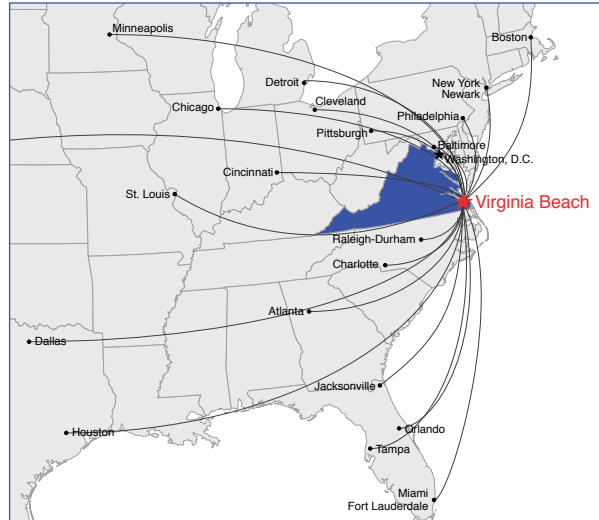 Minneapolis
Boston
Detroit
New York
Newark
Chicago
Cleveland
Philadelphia
Pittsburgh
Baltimore
Washington, D.C.
Cincinnati
St. Louis
Virginia Beach
Raleigh-Durham
Charlotte
Atlanta
Dallas
Jacksonville
Houston
Orlando
Tampa
Miami
Fort Lauderdale